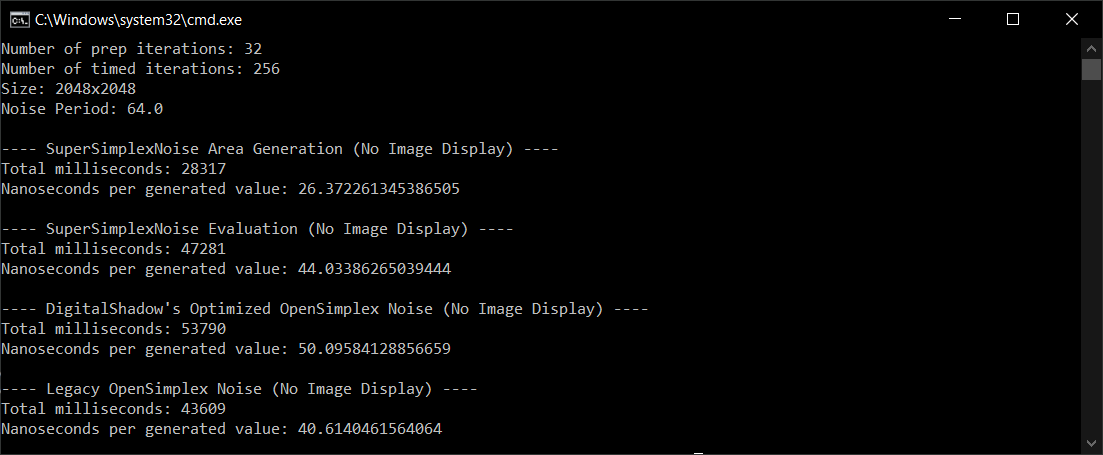 C:\Windows\system32\cmd.exe
Number of prep iterations: 32
Number of timed iterations: 256
Size: 2048x2048
Noise Period: 64.0
---- SuperSimplexNoise Area Generation (No Image Display) ----
Total milliseconds: 28317
Nanoseconds per generated value: 26.372261345386505
---- SuperSimplexNoise Evaluation (No Image Display) ----
Total milliseconds: 47281
Nanoseconds per generated value: 44.03386265039444
---- DigitalShadow's Optimized OpenSimplex Noise (No Image Display) ----
Total milliseconds: 53790
Nanoseconds per generated value: 50.09584128856659
---- Legacy OpenSimplex Noise (No Image Display) ----
Total milliseconds: 43609
Nanoseconds per generated value: 40.6140461564064